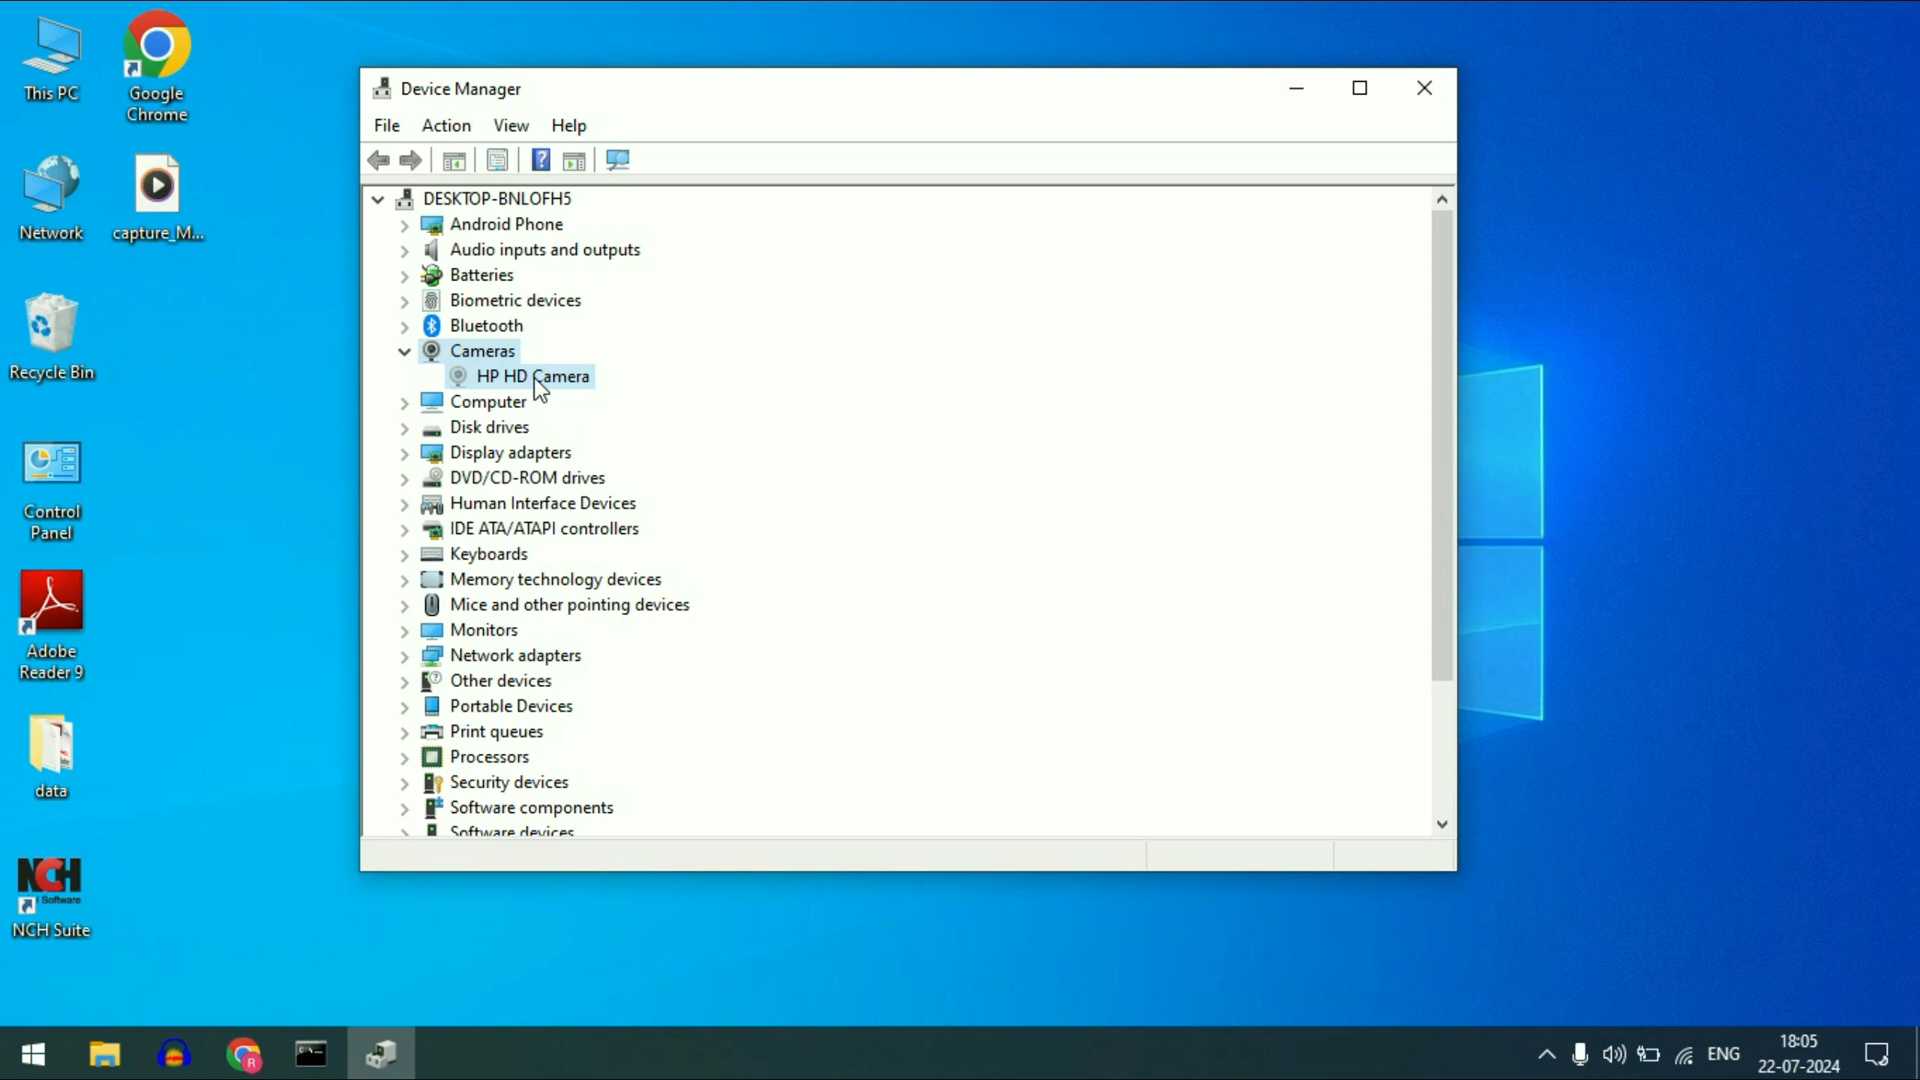 This PC
Google
Chrome
Network
capture_M...
Recycle Bin
Control
Panel
Adobe
Reader 9
data
NCH
Software
NCH Suite
Device Manager
File Action View Help
DESKTOP-BNLOFH5
Android Phone
Audio inputs and outputs
Batteries
Biometric devices
Bluetooth
Cameras
HP HD Camera
Computer
Disk drives
Display adapters
DVD/CD-ROM drives
Human Interface Devices
IDE ATA/ATAPI controllers
Keyboards
Memory technology devices
Mice and other pointing devices
Monitors
Network adapters
Other devices
Portable Devices
Print queues
Processors
Security devices
Software components
Software devices
R
ENG
18:05
22-07-2024